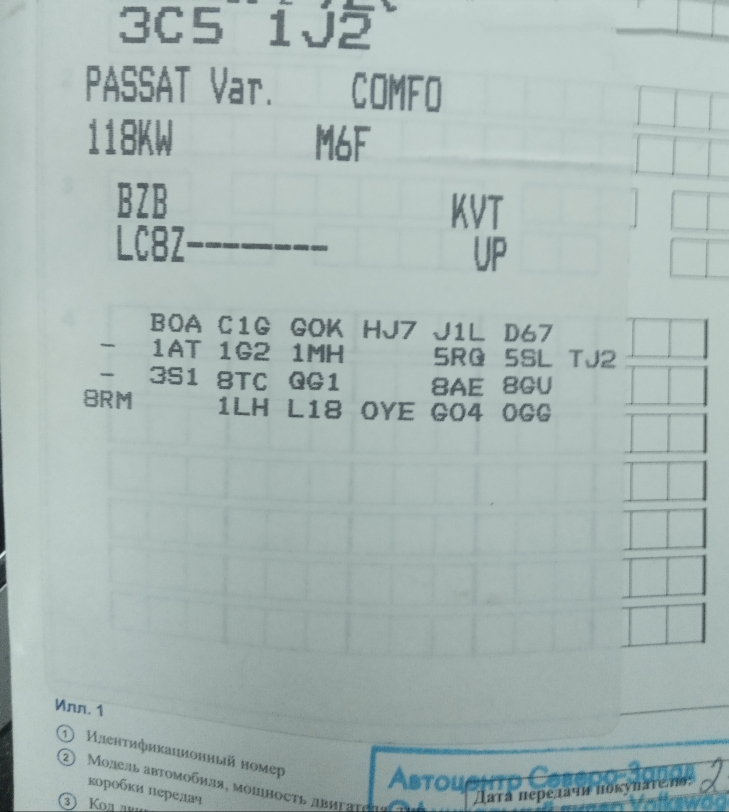 3C5 1J2
PASSAT Var. COMFO
118KW M6F
BZB KVT
LC8Z-------- UP
BOA C1G GOK HJ7 J1L D67
- 1AT 1G2 1MH 5RQ 5SL TJ2
- 3S1 8TC QG1 8AE 8GU
8RM 1LH L18 0YE G04 0GG
Илл. 1
① Идентификационный номер
② Модель автомобиля, мощность двигателя
коробки передач
③ Код
Автоцентр Северо-Запад
Дата передачи покупателю: 2